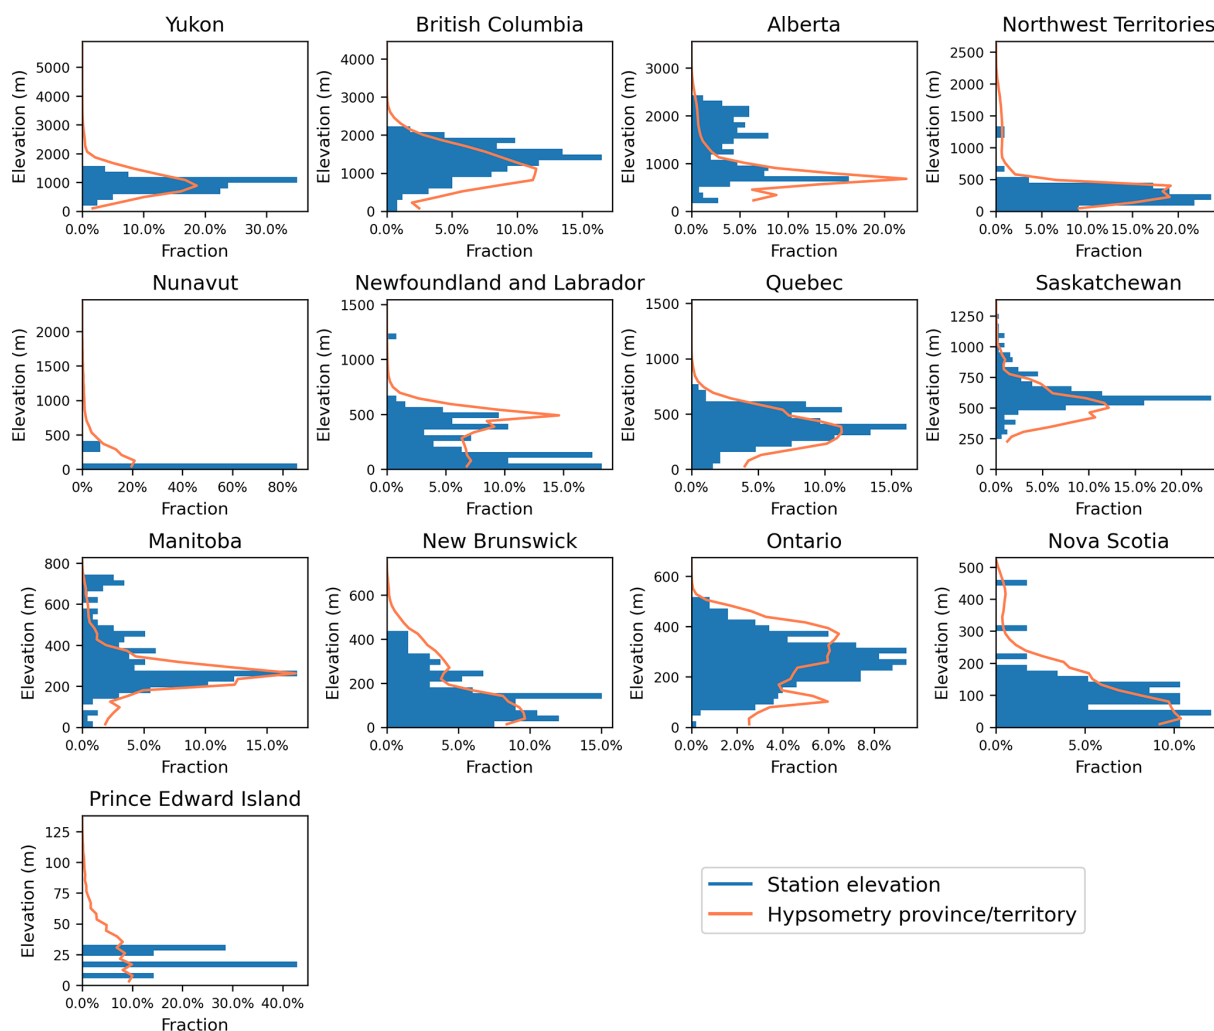 Yukon
Elevation (m)
5000
4000
3000
2000
1000
0
0.0% 10.0% 20.0% 30.0%
Fraction
British Columbia
Elevation (m)
4000
3000
2000
1000
0
0.0% 5.0% 10.0% 15.0%
Fraction
Alberta
Elevation (m)
3000
2000
1000
0
0.0% 5.0% 10.0% 15.0% 20.0%
Fraction
Northwest Territories
Elevation (m)
2500
2000
1500
1000
500
0
0.0% 5.0% 10.0% 15.0% 20.0%
Fraction
Nunavut
Elevation (m)
2000
1500
1000
500
0
0% 20% 40% 60% 80%
Fraction
Newfoundland and Labrador
Elevation (m)
1500
1000
500
0
0.0% 5.0% 10.0% 15.0%
Fraction
Quebec
Elevation (m)
1500
1000
500
0
0.0% 5.0% 10.0% 15.0%
Fraction
Saskatchewan
Elevation (m)
1250
1000
750
500
250
0
0.0% 5.0% 10.0% 15.0% 20.0%
Fraction
Manitoba
Elevation (m)
800
600
400
200
0
0.0% 5.0% 10.0% 15.0%
Fraction
New Brunswick
Elevation (m)
600
400
200
0
0.0% 5.0% 10.0% 15.0%
Fraction
Ontario
Elevation (m)
600
400
200
0
0.0% 2.0% 4.0% 6.0% 8.0%
Fraction
Nova Scotia
Elevation (m)
500
400
300
200
100
0
0.0% 5.0% 10.0%
Fraction
Prince Edward Island
Elevation (m)
125
100
75
50
25
0
0.0% 10.0% 20.0% 30.0% 40.0%
Fraction
Station elevation
Hypsometry province/territory